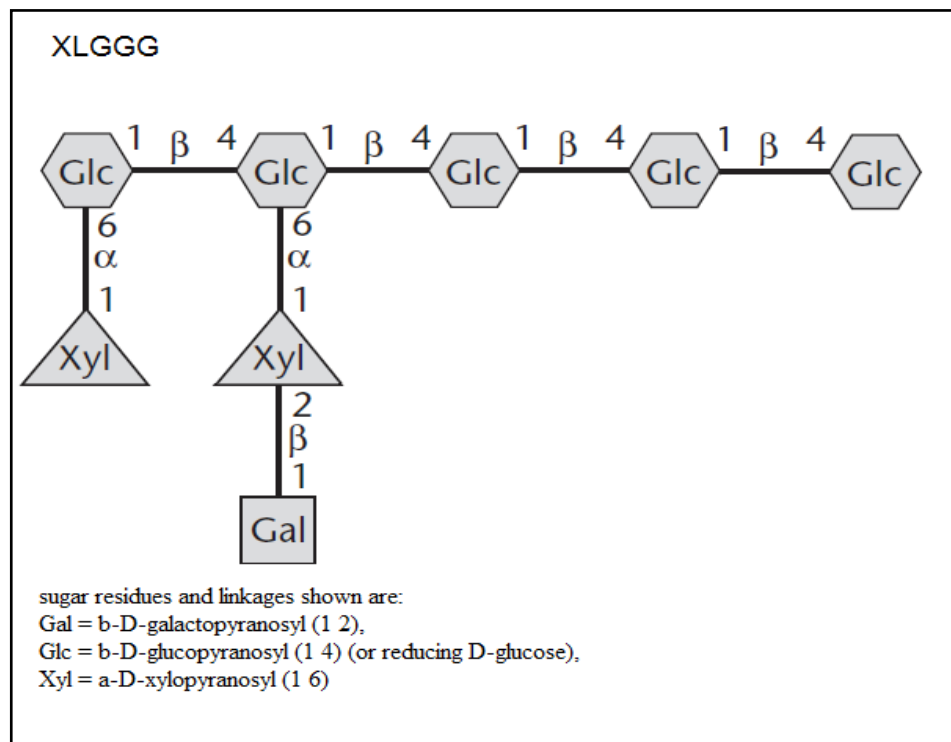 XLGGG
1 β 4 1 β 4 1 β 4 1 β 4
Glc Glc Glc Glc Glc
6 6
α α
1 1
Xyl Xyl
2
β
1
Gal
sugar residues and linkages shown are:
Gal = b-D-galactopyranosyl (1 2),
Glc = b-D-glucopyranosyl (1 4) (or reducing D-glucose),
Xyl = a-D-xylopyranosyl (1 6)